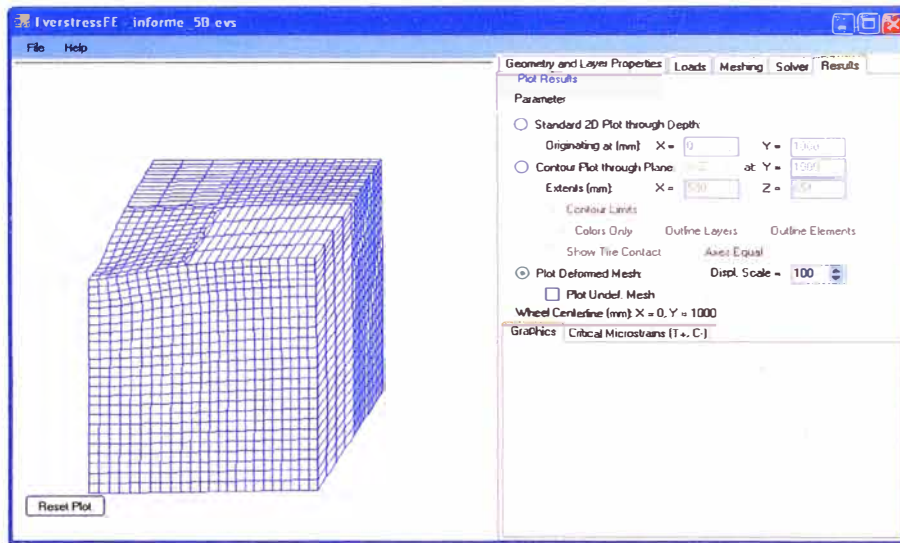 EverstressFE - informe_50.evs
File Help
Geometry and Layer Properties Loads Meshing Solver Results
Plot Results
Parameter
Standard 2D Plot through Depth:
Originating at (mm): X = 0 Y = 1000
Contour Plot through Plane: at: Y = 1000
Extents (mm): X = Z =
Contour Limits
Colors Only Outline Layers Outline Elements
Show Tire Contact Axes Equal
Plot Deformed Mesh: Displ. Scale = 100
Plot Undef. Mesh
Wheel Centerline (mm): X = 0, Y = 1000
Graphics Critical Microstrains (T+, C-)
Reset Plot